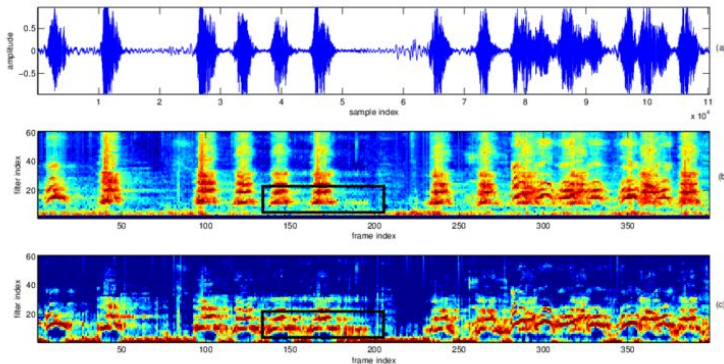 amplitude
0.5
0
−0.5
1 2 3 4 5 6 7 8 9 10 11
sample index
x 10⁴
(a)
filter index
60
40
20
50 100 150 200 250 300 350
frame index
(b)
filter index
60
40
20
50 100 150 200 250 300 350
frame index
(c)